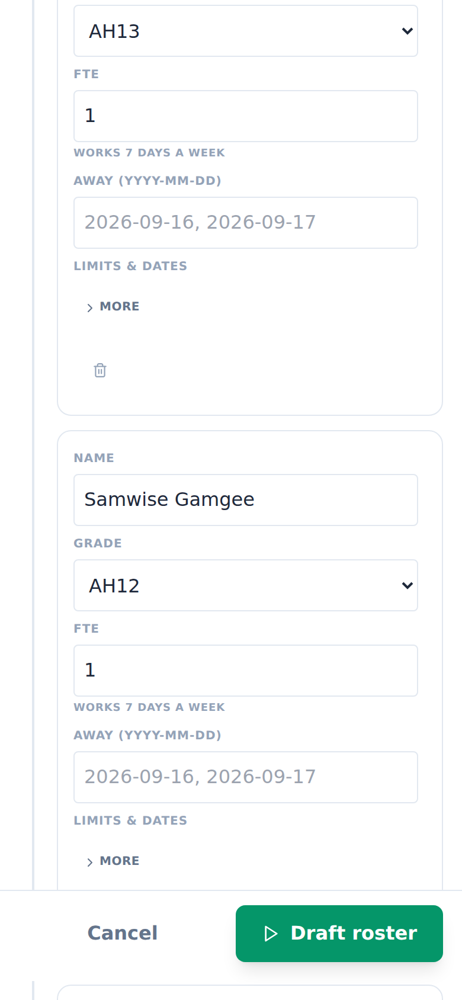 AH13
FTE
1
WORKS 7 DAYS A WEEK
AWAY (YYYY-MM-DD)
2026-09-16, 2026-09-17
LIMITS & DATES
MORE
NAME
Samwise Gamgee
GRADE
AH12
FTE
1
WORKS 7 DAYS A WEEK
AWAY (YYYY-MM-DD)
2026-09-16, 2026-09-17
LIMITS & DATES
MORE
Cancel
Draft roster